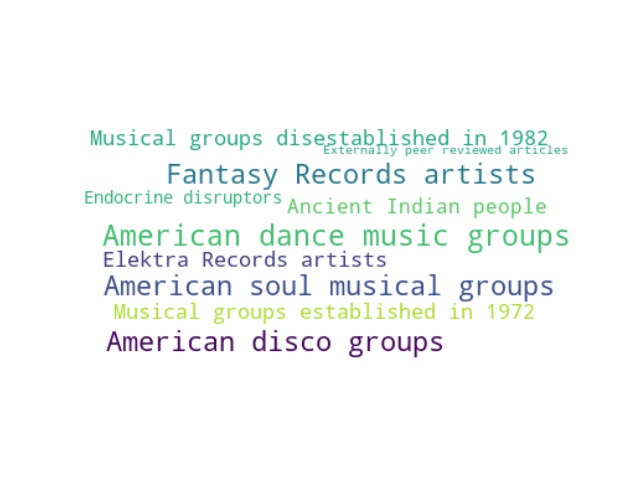 Musical groups disestablished in 1982
Externally peer reviewed articles
Fantasy Records artists
Endocrine disruptors
Ancient Indian people
American dance music groups
Elektra Records artists
American soul musical groups
Musical groups established in 1972
American disco groups